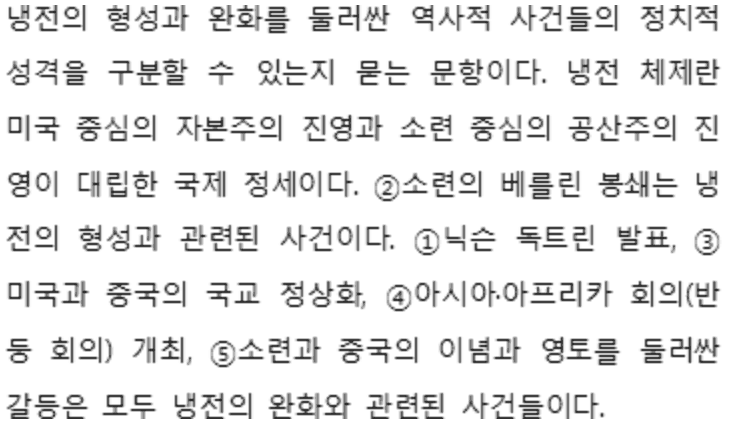 냉전의 형성과 완화를 둘러싼 역사적 사건들의 정치적
성격을 구분할 수 있는지 묻는 문항이다. 냉전 체제란
미국 중심의 자본주의 진영과 소련 중심의 공산주의 진
영이 대립한 국제 정세이다. ②소련의 베를린 봉쇄는 냉
전의 형성과 관련된 사건이다. ①닉슨 독트린 발표, ③
미국과 중국의 국교 정상화, ④아시아·아프리카 회의(반
둥 회의) 개최, ⑤소련과 중국의 이념과 영토를 둘러싼
갈등은 모두 냉전의 완화와 관련된 사건들이다.